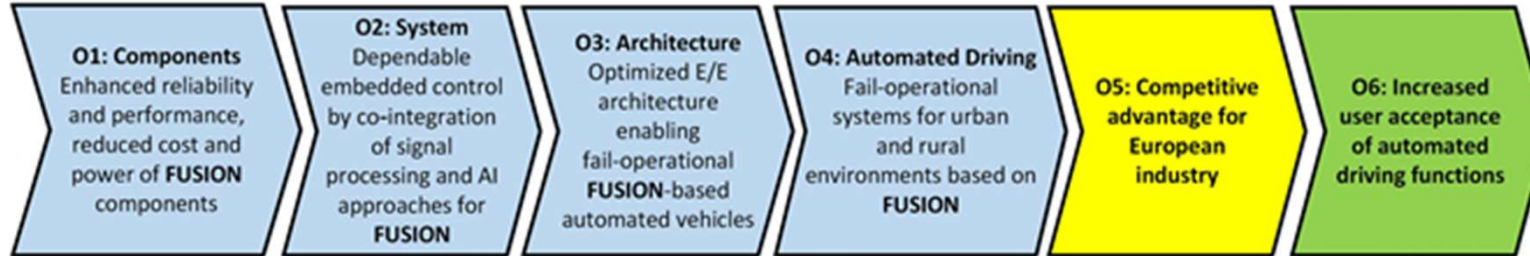 O1: Components
Enhanced reliability
and performance,
reduced cost and
power of FUSION
components
O2: System
Dependable
embedded control
by co-integration
of signal
processing and AI
approaches for
FUSION
O3: Architecture
Optimized E/E
architecture
enabling
fail-operational
FUSION-based
automated vehicles
O4: Automated Driving
Fail-operational
systems for urban
and rural
environments based on
FUSION
O5: Competitive
advantage for
European
industry
O6: Increased
user acceptance
of automated
driving functions